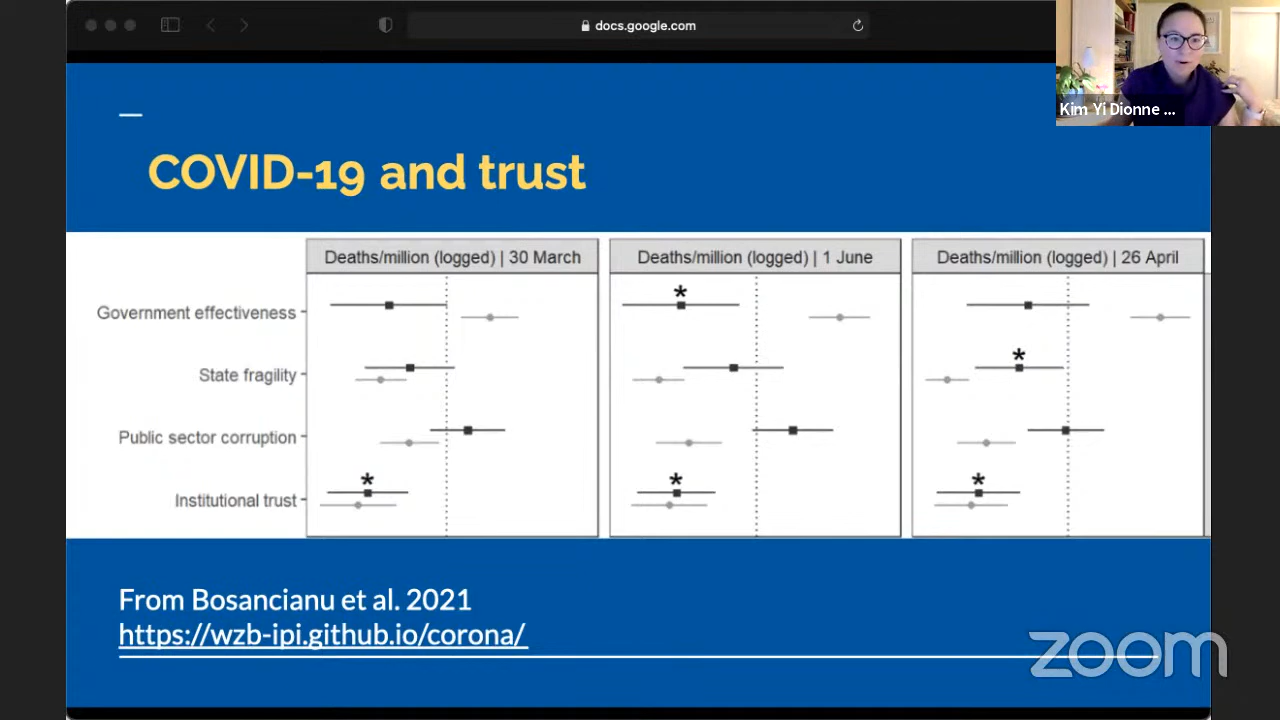 docs.google.com
Kim Yi Dionne ...
COVID-19 and trust
Deaths/million (logged) | 30 March
Deaths/million (logged) | 1 June
Deaths/million (logged) | 26 April
Government effectiveness
*
State fragility
*
Public sector corruption
Institutional trust
* * *
From Bosancianu et al. 2021
https://wzb-ipi.github.io/corona/
zoom